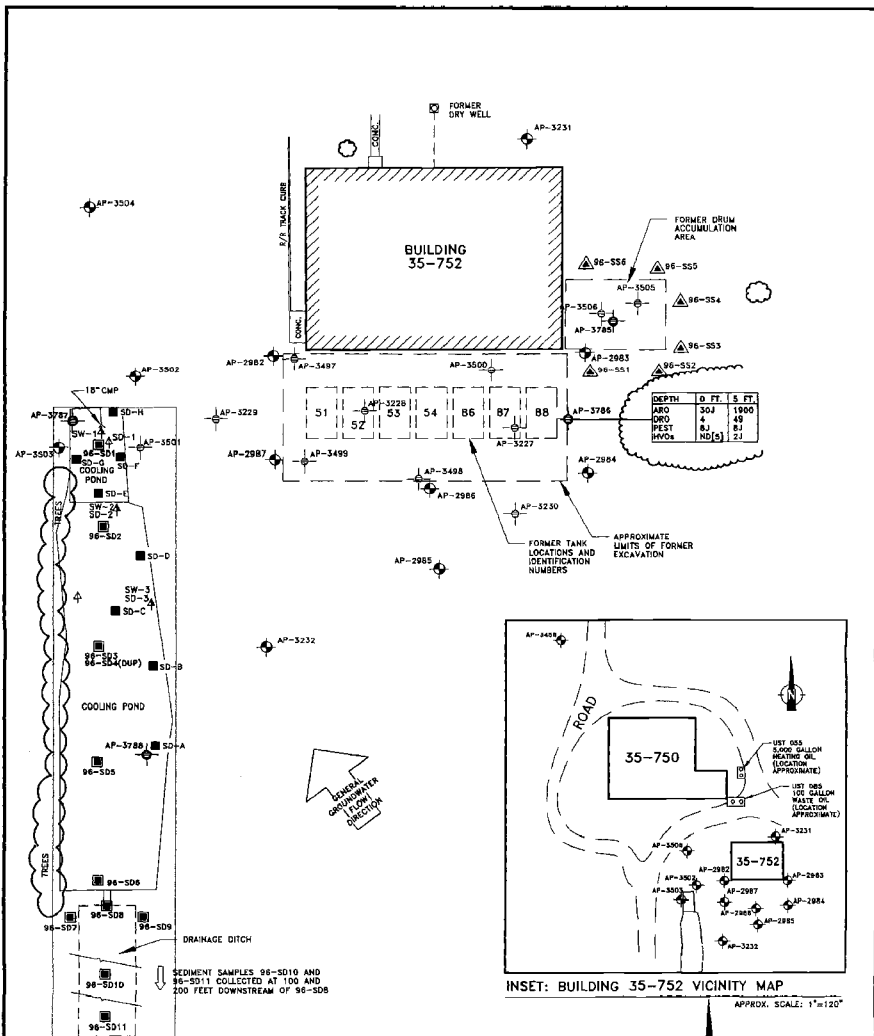 FORMER
DRY WELL
CONC.
AP-3231
R/R TRACK CURB
AP-3504
BUILDING
35-752
FORMER DRUM
ACCUMULATION
AREA
96-SS6
96-SS5
AP-3505
96-SS4
AP-3506
AP-3785
CONC.
96-SS3
AP-2982
AP-3497
AP-3500
AP-2983
96-SS1
96-SS2
AP-3502
18" CMP
DEPTH 0 FT. 5 FT.
ARO 30J 1900
DRO 4 49
PEST 8J 8J
HVOs ND[5] 2J
SD-H
AP-3787
AP-3229
51
52
53
54
86
87
88
AP-3228
AP-3786
AP-3227
SW-1
SD-1
96-SD1
AP-3501
AP-3503
SD-G
SD-F
COOLING
POND
AP-2987
AP-3499
AP-2984
AP-3498
AP-2986
SD-E
TREES
SW-2
SD-2
96-SD2
AP-3230
FORMER TANK
LOCATIONS AND
IDENTIFICATION
NUMBERS
APPROXIMATE
LIMITS OF FORMER
EXCAVATION
SD-D
AP-2985
SW-3
SD-3
SD-C
96-SD3
96-SD4(DUP)
AP-3232
SD-B
COOLING POND
AP-3788
SD-A
96-SD5
GENERAL
GROUNDWATER
FLOW
DIRECTION
TREES
96-SD6
96-SD8
96-SD7
96-SD9
DRAINAGE DITCH
96-SD10
SEDIMENT SAMPLES 96-SD10 AND
96-SD11 COLLECTED AT 100 AND
200 FEET DOWNSTREAM OF 96-SD8
96-SD11
ROAD
N
35-750
UST 055
5,000 GALLON
HEATING OIL
(LOCATION
APPROXIMATE)
UST 085
100 GALLON
WASTE OIL
(LOCATION
APPROXIMATE)
AP-3231
35-752
AP-2982
AP-2983
AP-3502
AP-3503
AP-2987
AP-2984
AP-2986
AP-2985
AP-3232
INSET: BUILDING 35-752 VICINITY MAP
APPROX. SCALE: 1"=120'